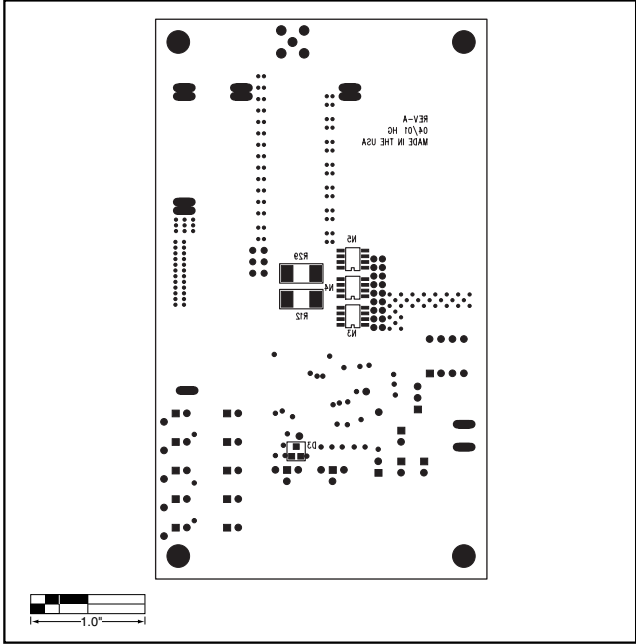 REV-A
04/01 HG
MADE IN THE USA
N5
R29
N4
R12
N3
D3
1.0"